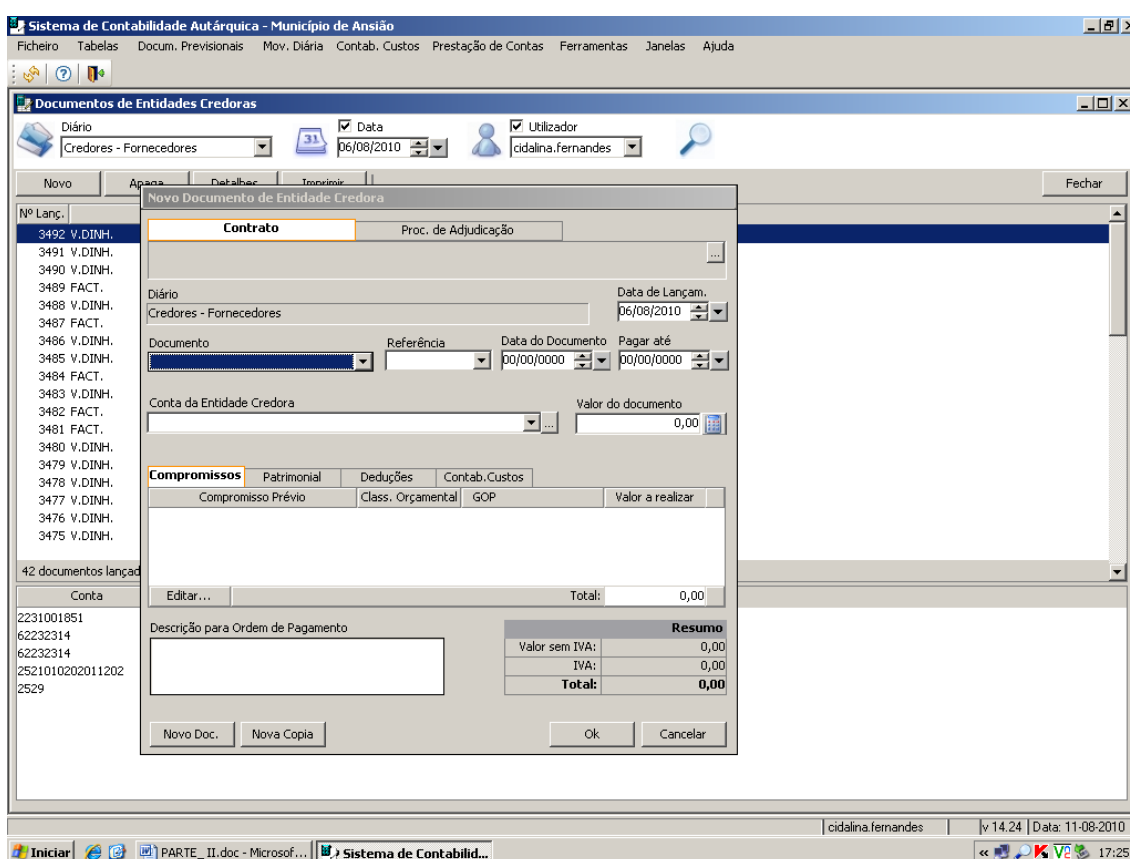 Sistema de Contabilidade Autárquica - Município de Ansião
Ficheiro Tabelas Docum. Previsionais Mov. Diária Contab. Custos Prestação de Contas Ferramentas Janelas Ajuda
Documentos de Entidades Credoras
Diário Data Utilizador
Credores - Fornecedores 31 06/08/2010 cidalina.fernandes
Novo Apaga Detalhes Imprimir Fechar
Nº Lanç.
3492 V.DINH.
3491 V.DINH.
3490 V.DINH.
3489 FACT.
3488 V.DINH.
3487 FACT.
3486 V.DINH.
3485 V.DINH.
3484 FACT.
3483 V.DINH.
3482 FACT.
3481 FACT.
3480 V.DINH.
3479 V.DINH.
3478 V.DINH.
3477 V.DINH.
3476 V.DINH.
3475 V.DINH.
42 documentos lançad
Conta
2231001851
62232314
62232314
2521010202011202
2529
Novo Documento de Entidade Credora
Contrato Proc. de Adjudicação
...
Diário Data de Lançam.
Credores - Fornecedores 06/08/2010
Documento Referência Data do Documento Pagar até
00/00/0000 00/00/0000
Conta da Entidade Credora Valor do documento
... 0,00
Compromissos Patrimonial Deduções Contab.Custos
Compromisso Prévio Class. Orçamental GOP Valor a realizar
Editar... Total: 0,00
Descrição para Ordem de Pagamento Resumo
Valor sem IVA: 0,00
IVA: 0,00
Total: 0,00
Novo Doc. Nova Copia Ok Cancelar
cidalina.fernandes v 14.24 Data: 11-08-2010
Iniciar PARTE_II.doc - Microsof... Sistema de Contabilid... « 17:25